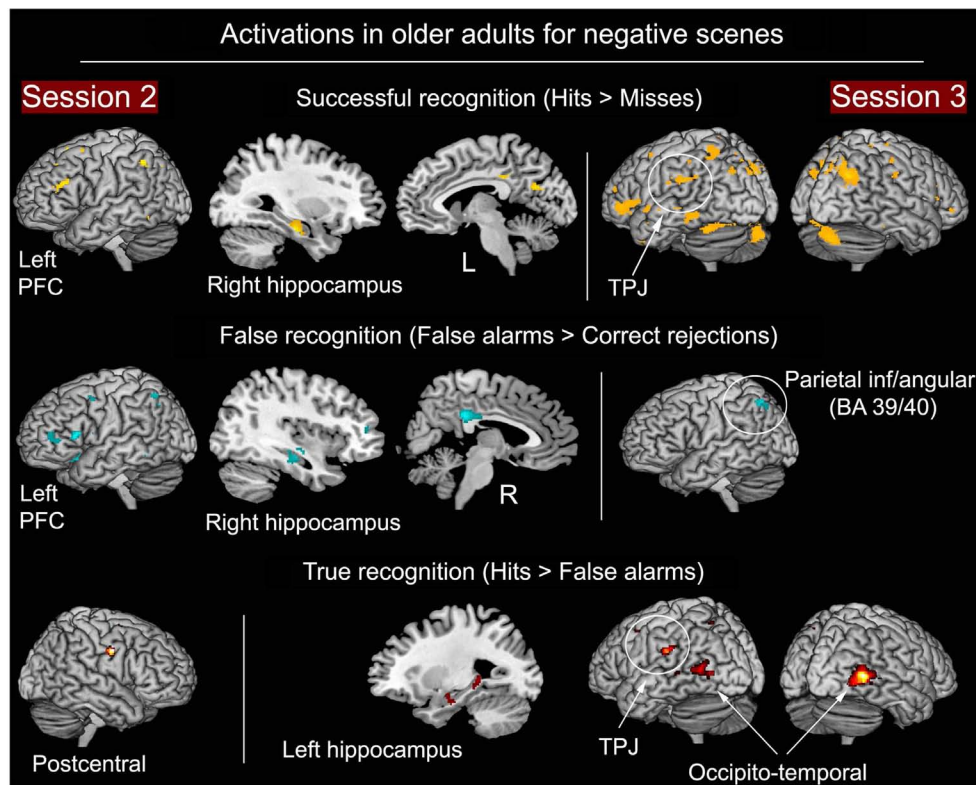 Activations in older adults for negative scenes
Session 2
Successful recognition (Hits > Misses)
Session 3
Left
PFC
Right hippocampus
L
TPJ
False recognition (False alarms > Correct rejections)
Parietal inf/angular
(BA 39/40)
Left
PFC
Right hippocampus
R
True recognition (Hits > False alarms)
Postcentral
Left hippocampus
TPJ
Occipito-temporal